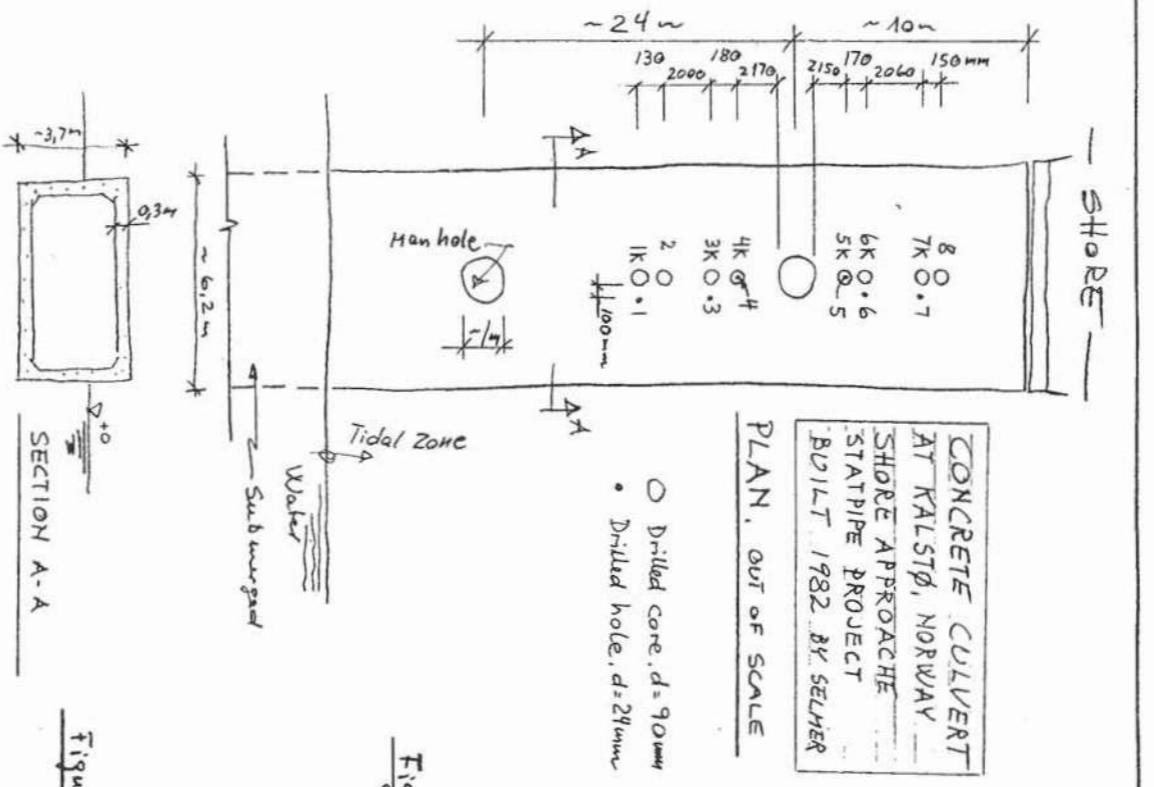 ~24m
~10m
130
2000
180
2170
2150
170
2060
150mm
— SHORE —
A
A
Man hole
~1m
1K
2
3K
4K
5K
6K
7K
8
•1
•3
4
5
•6
•7
100mm
Tidal Zone
Water
Submerged
~3,7m
0,3m
~6,2m
+0
SECTION A-A
CONCRETE CULVERT
AT KALSTØ, NORWAY
SHORE APPROACHE
STATPIPE PROJECT
BUILT 1982 BY SELMER
PLAN, OUT OF SCALE
○ Drilled core, d=90mm
• Drilled hole, d=24mm